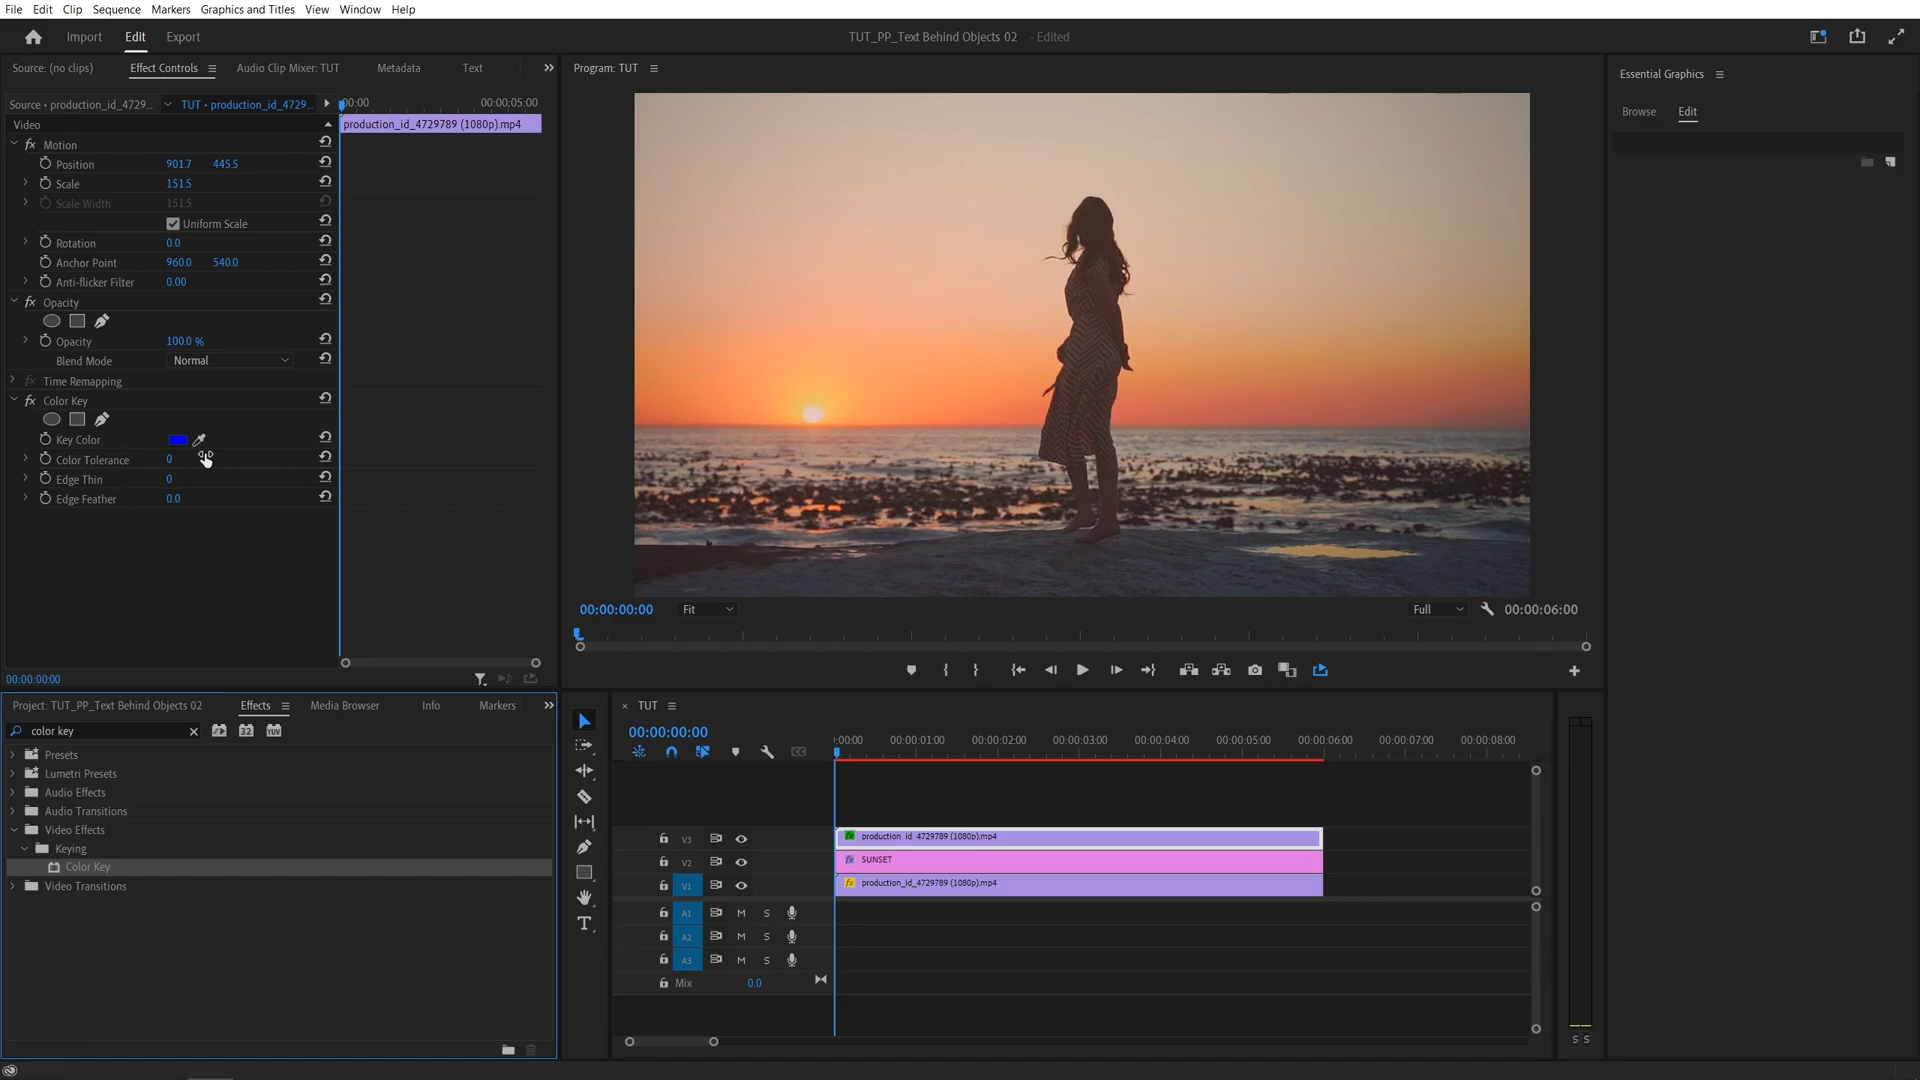 File Edit Clip Sequence Markers Graphics and Titles View Window Help
Import Edit Export TUT_PP_Text Behind Objects 02 - Edited
Source: (no clips) Effect Controls Audio Clip Mixer: TUT Metadata Text
Program: TUT
Essential Graphics
Browse Edit
Source • production_id_4729... TUT • production_id_4729... :00:00 00:00:05:00
Video production_id_4729789 (1080p).mp4
fx Motion
Position 901.7 445.5
Scale 151.5
Scale Width 151.5
Uniform Scale
Rotation 0.0
Anchor Point 960.0 540.0
Anti-flicker Filter 0.00
fx Opacity
Opacity 100.0 %
Blend Mode Normal
fx Time Remapping
fx Color Key
Key Color
Color Tolerance 0
Edge Thin 0
Edge Feather 0.0
00:00:00:00 Fit Full 00:00:06:00
00:00:00:00
Project: TUT_PP_Text Behind Objects 02 Effects Media Browser Info Markers
color key 32 YUV
Presets
Lumetri Presets
Audio Effects
Audio Transitions
Video Effects
Keying
Color Key
Video Transitions
× TUT
00:00:00:00
:00:00 00:00:01:00 00:00:02:00 00:00:03:00 00:00:04:00 00:00:05:00 00:00:06:00 00:00:07:00 00:00:08:00
V3 fx production_id_4729789 (1080p).mp4
V2 fx SUNSET
V1 fx production_id_4729789 (1080p).mp4
A1 M S
A2 M S
A3 M S
Mix 0.0
T
S S